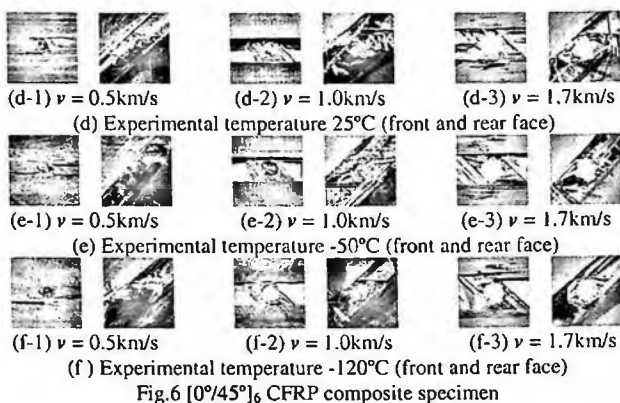 (d-1) ν = 0.5km/s (d-2) ν = 1.0km/s (d-3) ν = 1.7km/s
(d) Experimental temperature 25°C (front and rear face)
(e-1) ν = 0.5km/s (e-2) ν = 1.0km/s (e-3) ν = 1.7km/s
(e) Experimental temperature -50°C (front and rear face)
(f-1) ν = 0.5km/s (f-2) ν = 1.0km/s (f-3) ν = 1.7km/s
(f ) Experimental temperature -120°C (front and rear face)
Fig.6 [0°/45°]₆ CFRP composite specimen